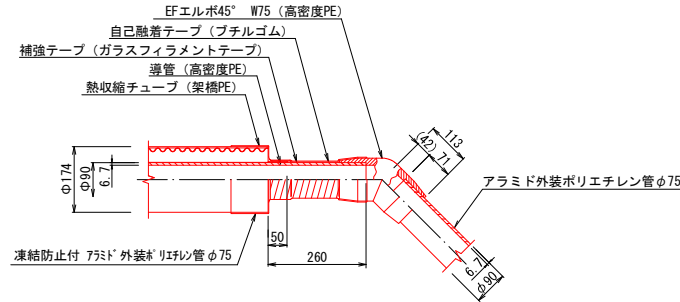 EFエルボ45° W75 (高密度PE)
自己融着テープ (ブチルゴム)
補強テープ (ガラスフィラメントテープ)
導管 (高密度PE)
熱収縮チューブ (架橋PE)
113
(42) 71
Φ174
Φ90
6.7
アラミド外装ポリエチレン管φ75
50
260
凍結防止付 アラミド外装ポリエチレン管φ75
6.7
φ90